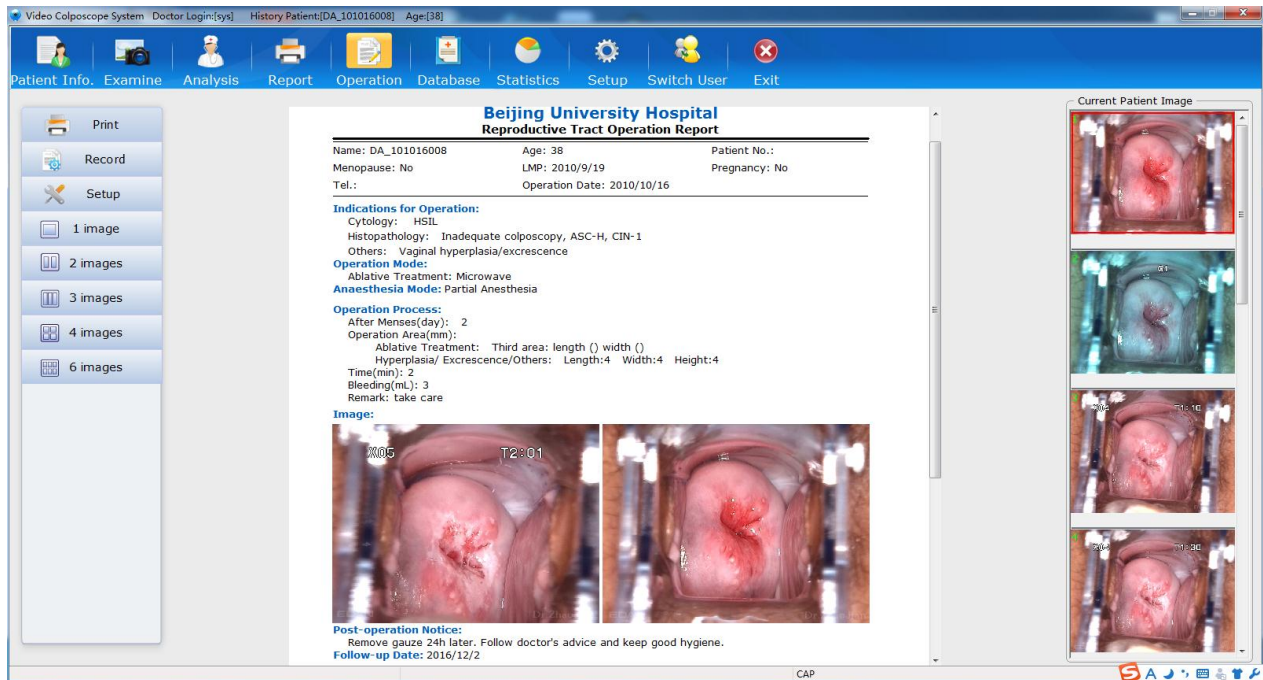 Video Colposcope System Doctor Login:[sys] History Patient:[DA_101016008] Age:[38]
Patient Info. Examine Analysis Report Operation Database Statistics Setup Switch User Exit
Print
Record
Setup
1 image
2 images
3 images
4 images
6 images
Beijing University Hospital
Reproductive Tract Operation Report
Name: DA_101016008 Age: 38 Patient No.:
Menopause: No LMP: 2010/9/19 Pregnancy: No
Tel.: Operation Date: 2010/10/16
Indications for Operation:
Cytology: HSIL
Histopathology: Inadequate colposcopy, ASC-H, CIN-1
Others: Vaginal hyperplasia/excrescence
Operation Mode:
Ablative Treatment: Microwave
Anaesthesia Mode: Partial Anesthesia
Operation Process:
After Menses(day): 2
Operation Area(mm):
Ablative Treatment: Third area: length () width ()
Hyperplasia/ Excrescence/Others: Length:4 Width:4 Height:4
Time(min): 2
Bleeding(mL): 3
Remark: take care
Image:
X05 T2:01
Post-operation Notice:
Remove gauze 24h later. Follow doctor's advice and keep good hygiene.
Follow-up Date: 2016/12/2
Current Patient Image
T1:10
T1:30
CAP